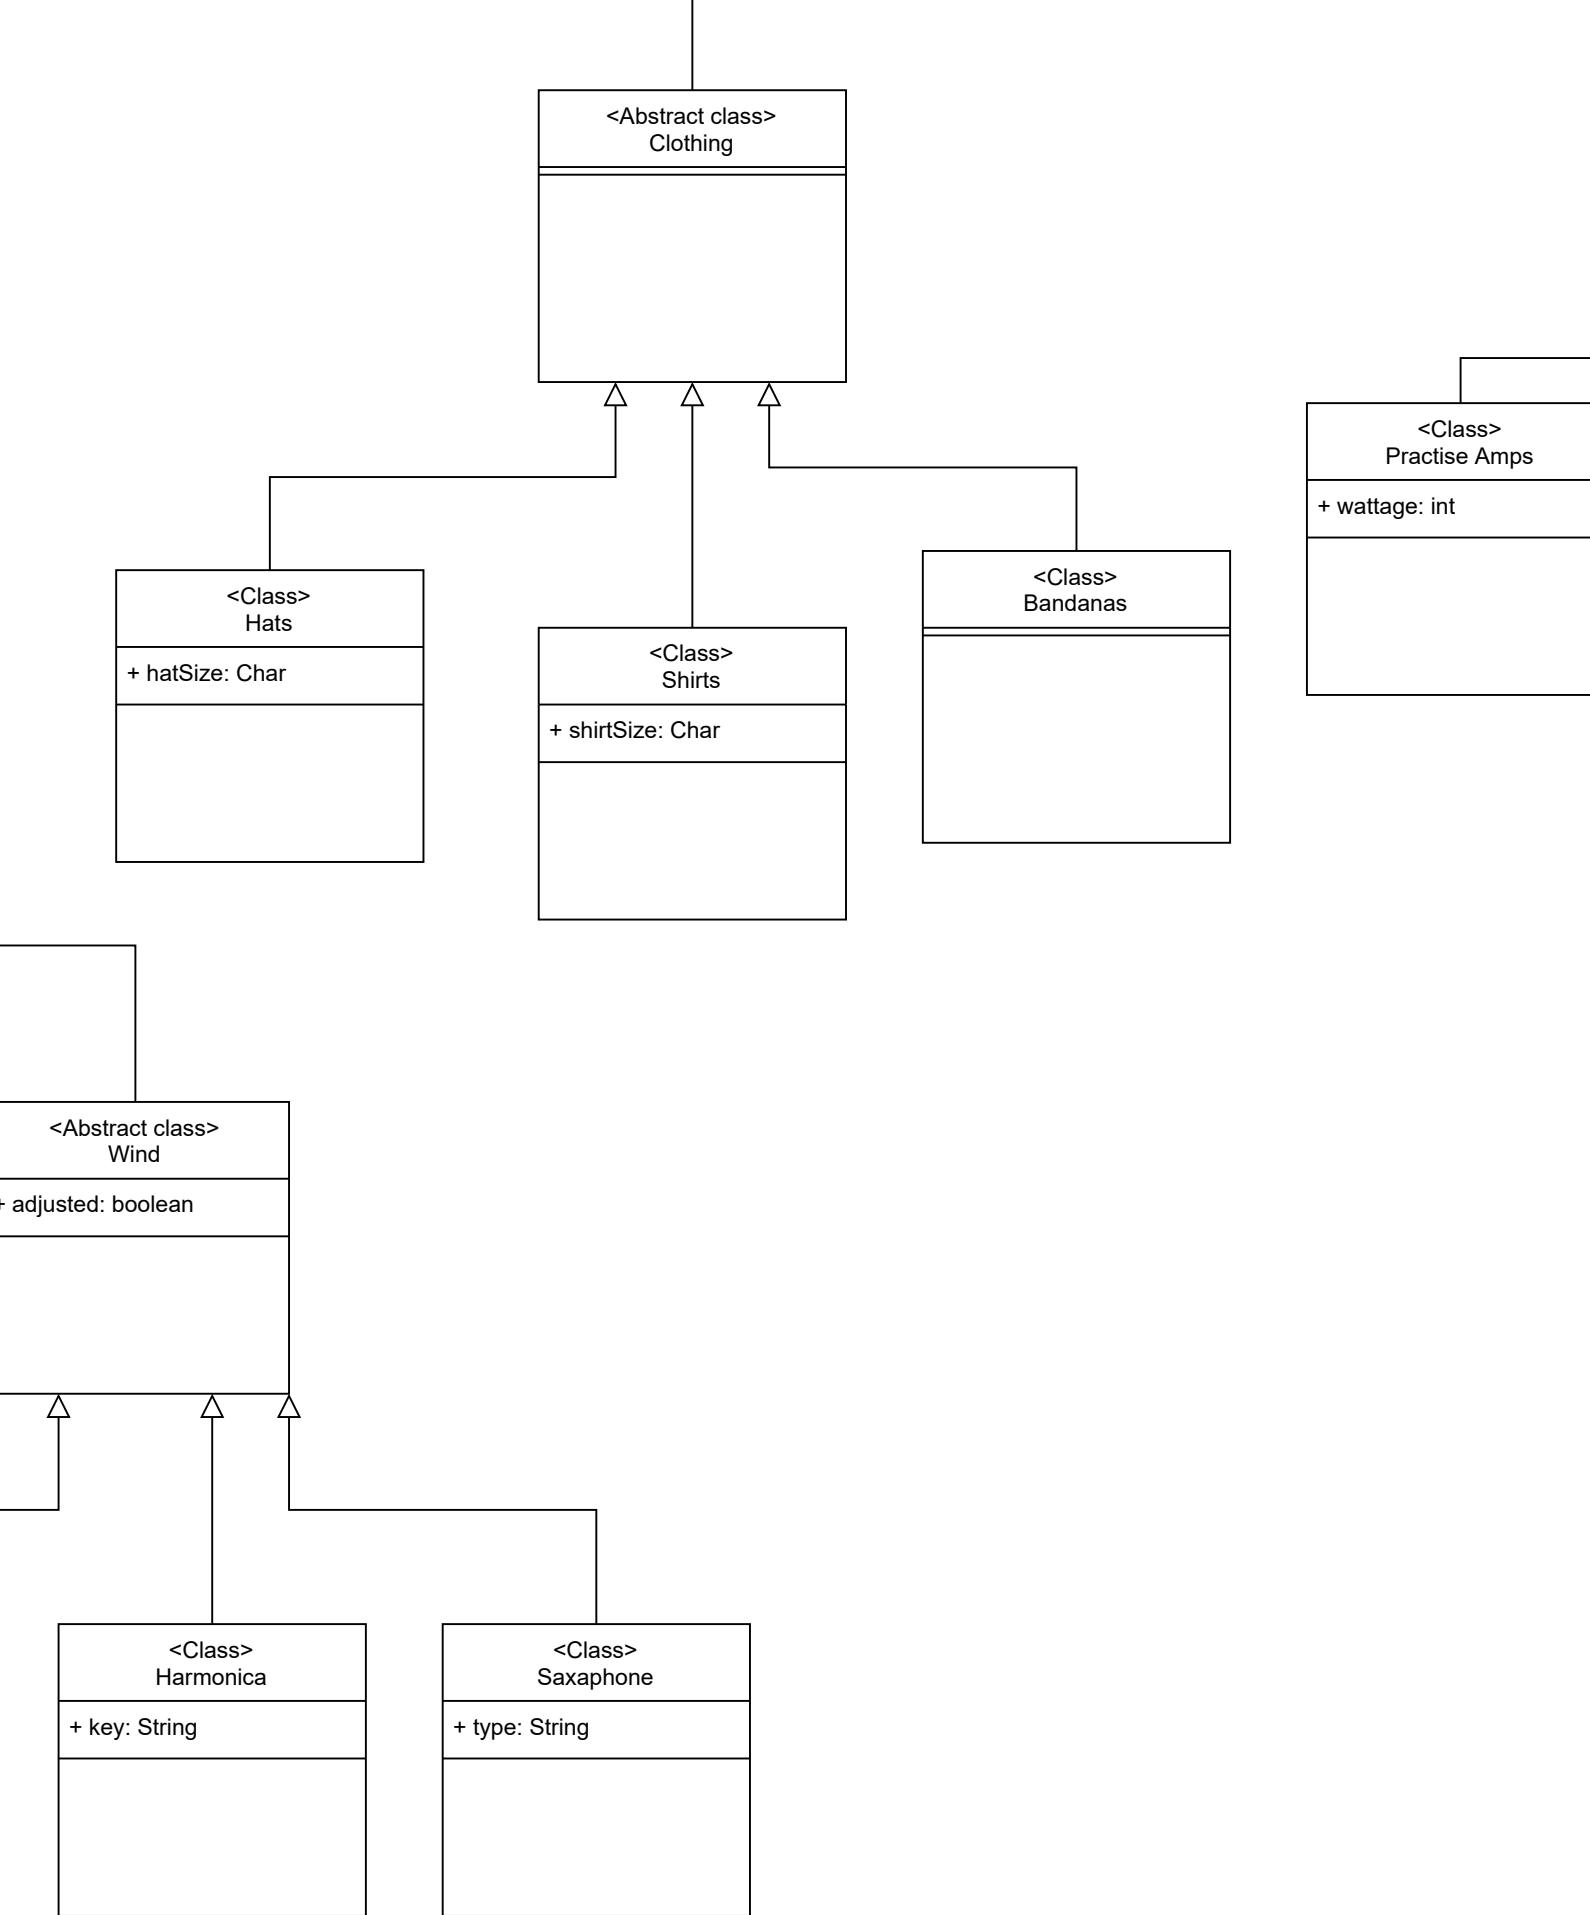 <Abstract class>
Clothing
<Class>
Practise Amps
+ wattage: int
<Class>
Hats
+ hatSize: Char
<Class>
Shirts
+ shirtSize: Char
<Class>
Bandanas
<Abstract class>
Wind
+ adjusted: boolean
<Class>
Harmonica
+ key: String
<Class>
Saxaphone
+ type: String